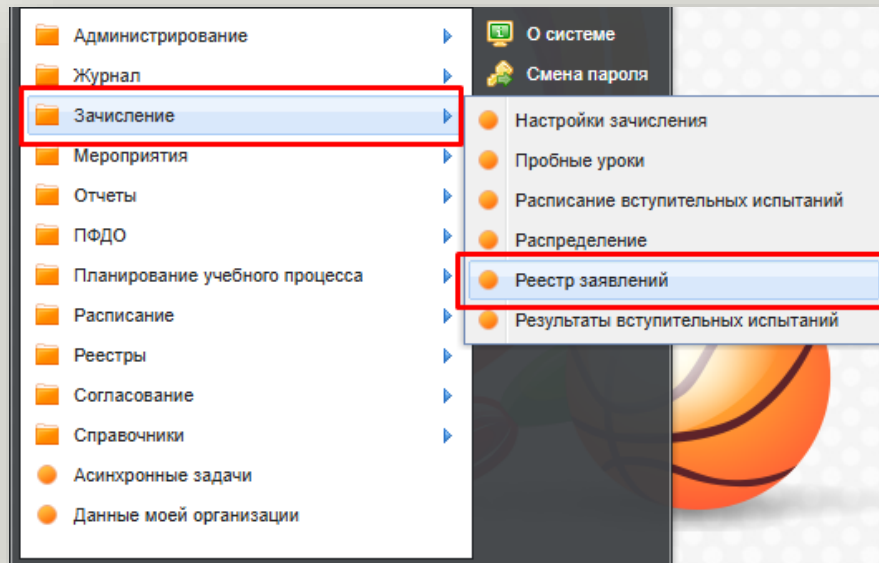 Администрирование
Журнал
Зачисление
Мероприятия
Отчеты
ПФДО
Планирование учебного процесса
Расписание
Реестры
Согласование
Справочники
Асинхронные задачи
Данные моей организации
О системе
Смена пароля
Настройки зачисления
Пробные уроки
Расписание вступительных испытаний
Распределение
Реестр заявлений
Результаты вступительных испытаний